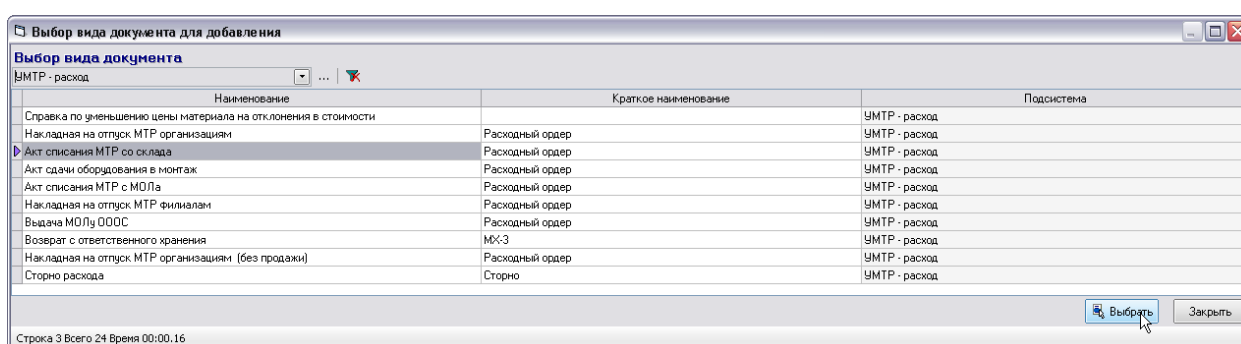 Выбор вида документа для добавления
Выбор вида документа
УМТР - расход ...
Наименование Краткое наименование Подсистема
Справка по уменьшению цены материала на отклонения в стоимости УМТР - расход
Накладная на отпуск МТР организациям Расходный ордер УМТР - расход
Акт списания МТР со склада Расходный ордер УМТР - расход
Акт сдачи оборудования в монтаж Расходный ордер УМТР - расход
Акт списания МТР с МОЛа Расходный ордер УМТР - расход
Накладная на отпуск МТР филиалам Расходный ордер УМТР - расход
Выдача МОЛу ОООС Расходный ордер УМТР - расход
Возврат с ответственного хранения МХ-3 УМТР - расход
Накладная на отпуск МТР организациям (без продажи) Расходный ордер УМТР - расход
Сторно расхода Сторно УМТР - расход
Выбрать Закрыть
Строка 3 Всего 24 Время 00:00.16